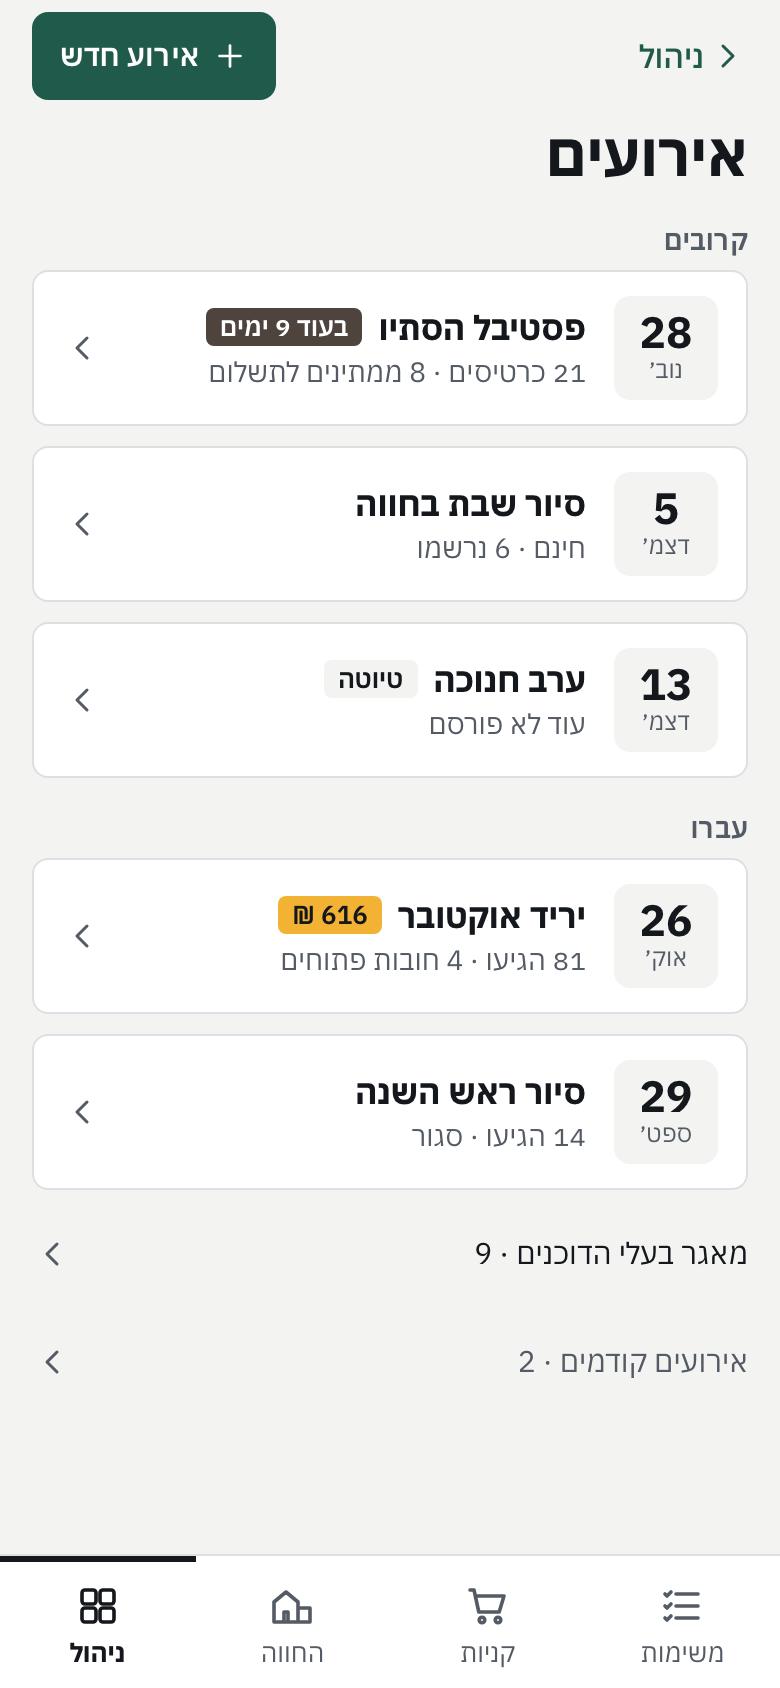 ניהול
אירוע חדש
אירועים
קרובים
28
נוב׳
פסטיבל הסתיו
בעוד 9 ימים
21 כרטיסים · 8 ממתינים לתשלום
5
דצמ׳
סיור שבת בחווה
חינם · 6 נרשמו
13
דצמ׳
ערב חנוכה
טיוטה
עוד לא פורסם
עברו
26
אוק׳
יריד אוקטובר
616 ₪
81 הגיעו · 4 חובות פתוחים
29
ספט׳
סיור ראש השנה
14 הגיעו · סגור
מאגר בעלי הדוכנים · 9
אירועים קודמים · 2
משימות
קניות
החווה
ניהול